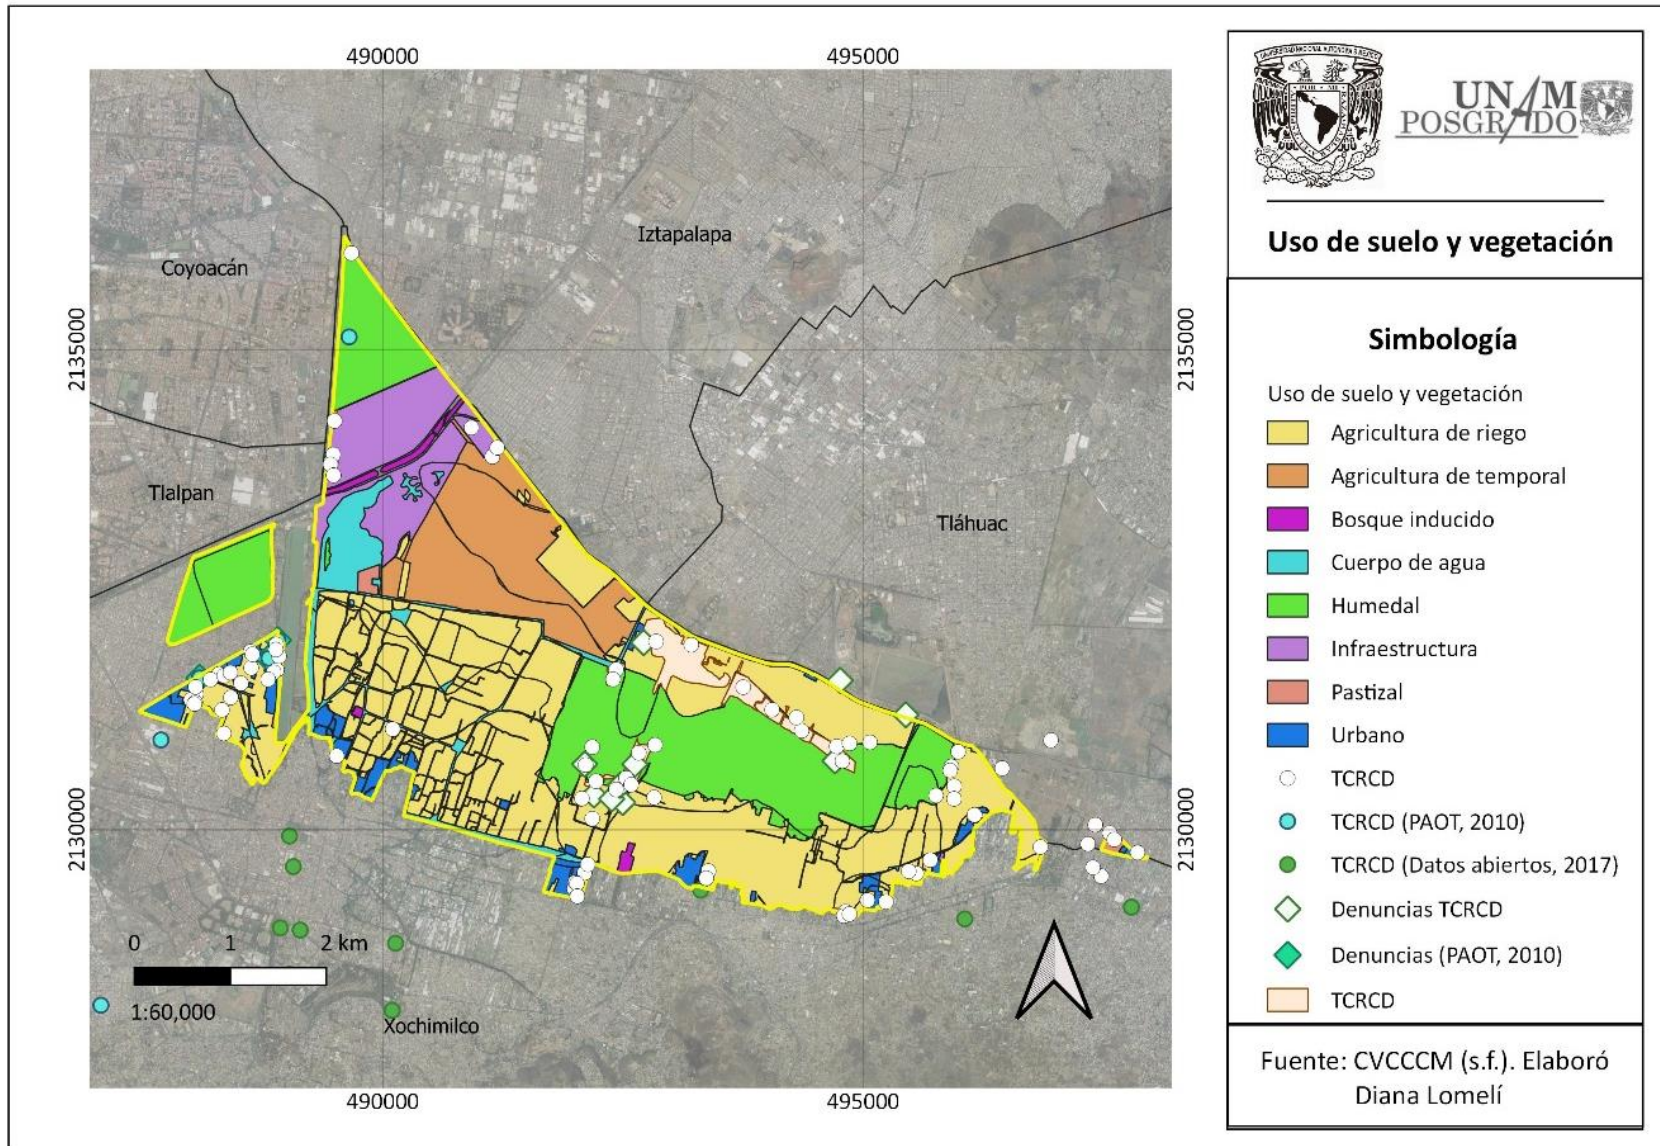 490000
495000
2135000
2135000
2130000
2130000
Iztapalapa
Coyoacán
Tlalpan
Tláhuac
Xochimilco
0 1 2 km
1:60,000
490000
495000
UNAM
POSGRADO
Uso de suelo y vegetación
Simbología
Uso de suelo y vegetación
Agricultura de riego
Agricultura de temporal
Bosque inducido
Cuerpo de agua
Humedal
Infraestructura
Pastizal
Urbano
TCRCD
TCRCD (PAOT, 2010)
TCRCD (Datos abiertos, 2017)
Denuncias TCRCD
Denuncias (PAOT, 2010)
TCRCD
Fuente: CVCCCM (s.f.). Elaboró
Diana Lomelí